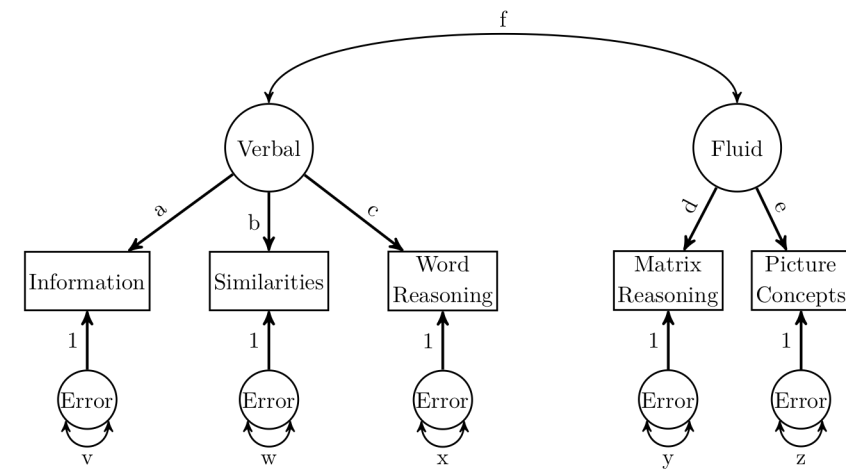 f
Verbal
Fluid
a
b
c
d
e
Information
Similarities
Word
Reasoning
Matrix
Reasoning
Picture
Concepts
1
1
1
1
1
Error
Error
Error
Error
Error
v
w
x
y
z